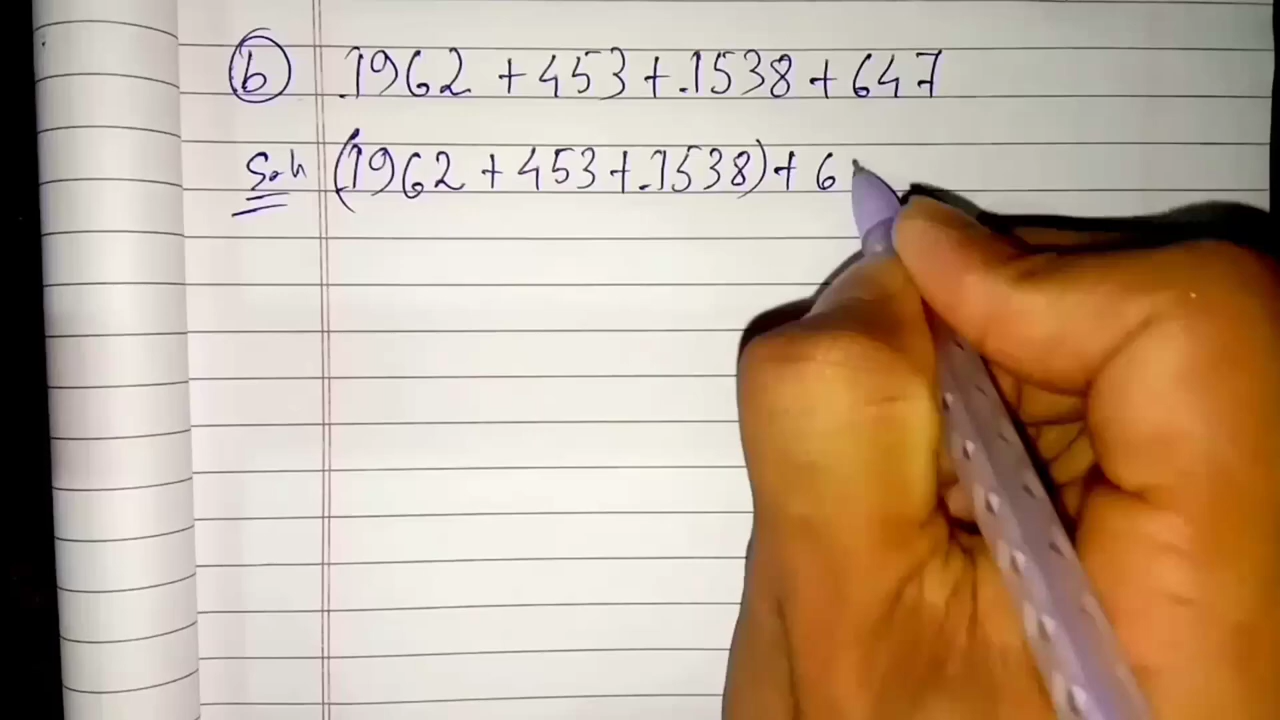 b 1962 + 453 + 1538 + 647
Soln (1962 + 453 + 1538) + 6